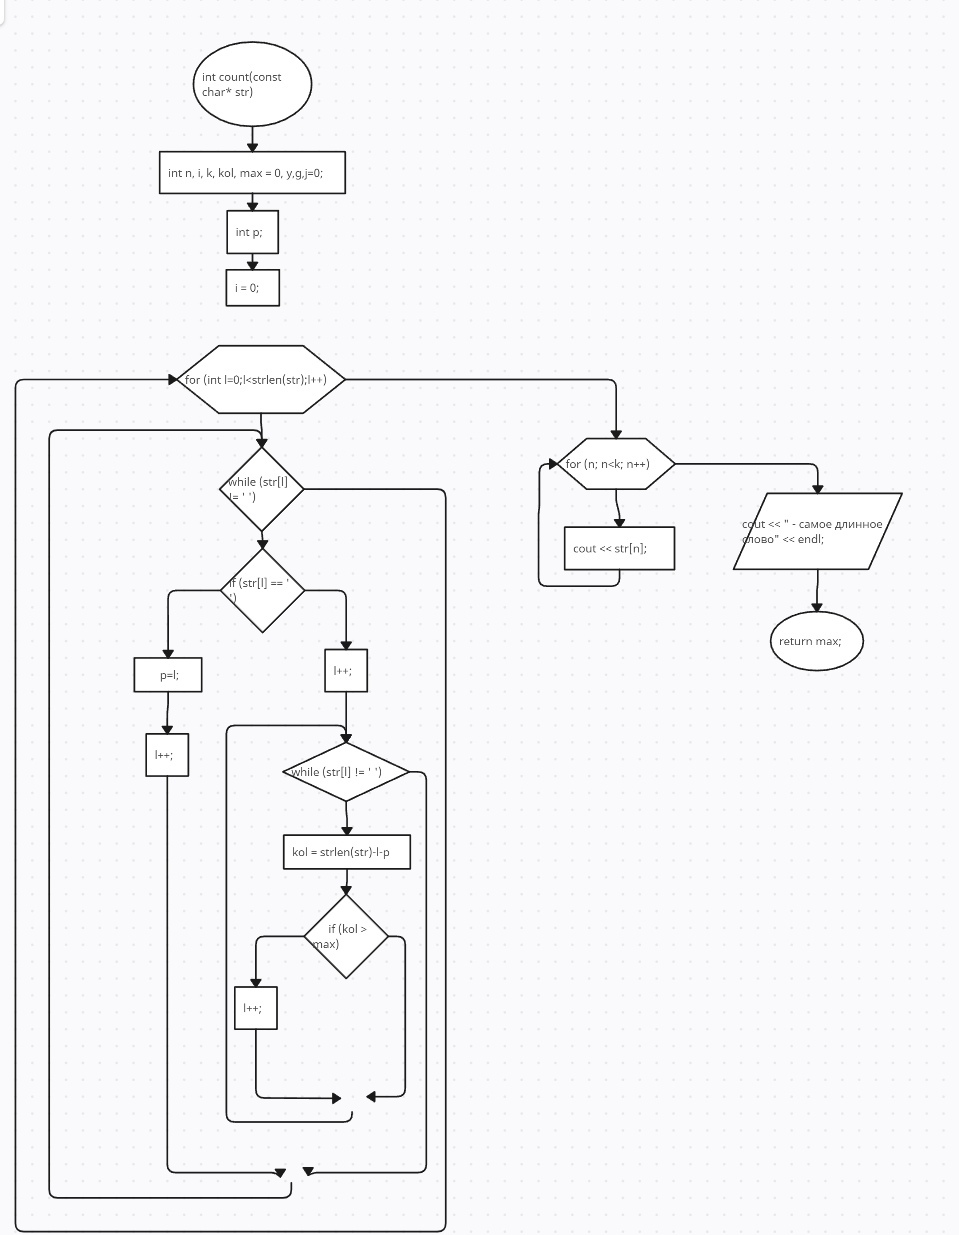 int count(const
char* str)
int n, i, k, kol, max = 0, y,g,j=0;
int p;
i = 0;
for (int l=0;l<strlen(str);l++)
while (str[l]
!= ' ')
if (str[l] == '
')
p=l;
l++;
l++;
while (str[l] != ' ')
kol = strlen(str)-l-p
if (kol >
max)
l++;
for (n; n<k; n++)
cout << str[n];
cout << " - самое длинное
слово" << endl;
return max;